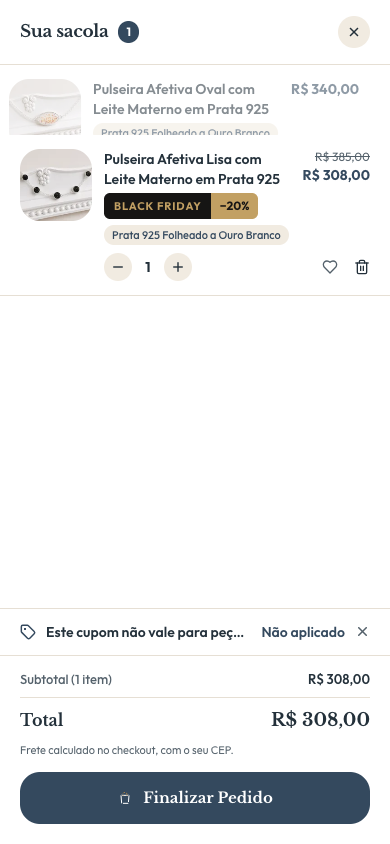 Sua sacola 1
Pulseira Afetiva Oval com
Leite Materno em Prata 925
R$ 340,00
Prata 925 Folheado a Ouro Branco
Pulseira Afetiva Lisa com
Leite Materno em Prata 925
R$ 385,00
R$ 308,00
BLACK FRIDAY −20%
Prata 925 Folheado a Ouro Branco
− 1 +
Este cupom não vale para peç... Não aplicado
Subtotal (1 item) R$ 308,00
Total R$ 308,00
Frete calculado no checkout, com o seu CEP.
Finalizar Pedido